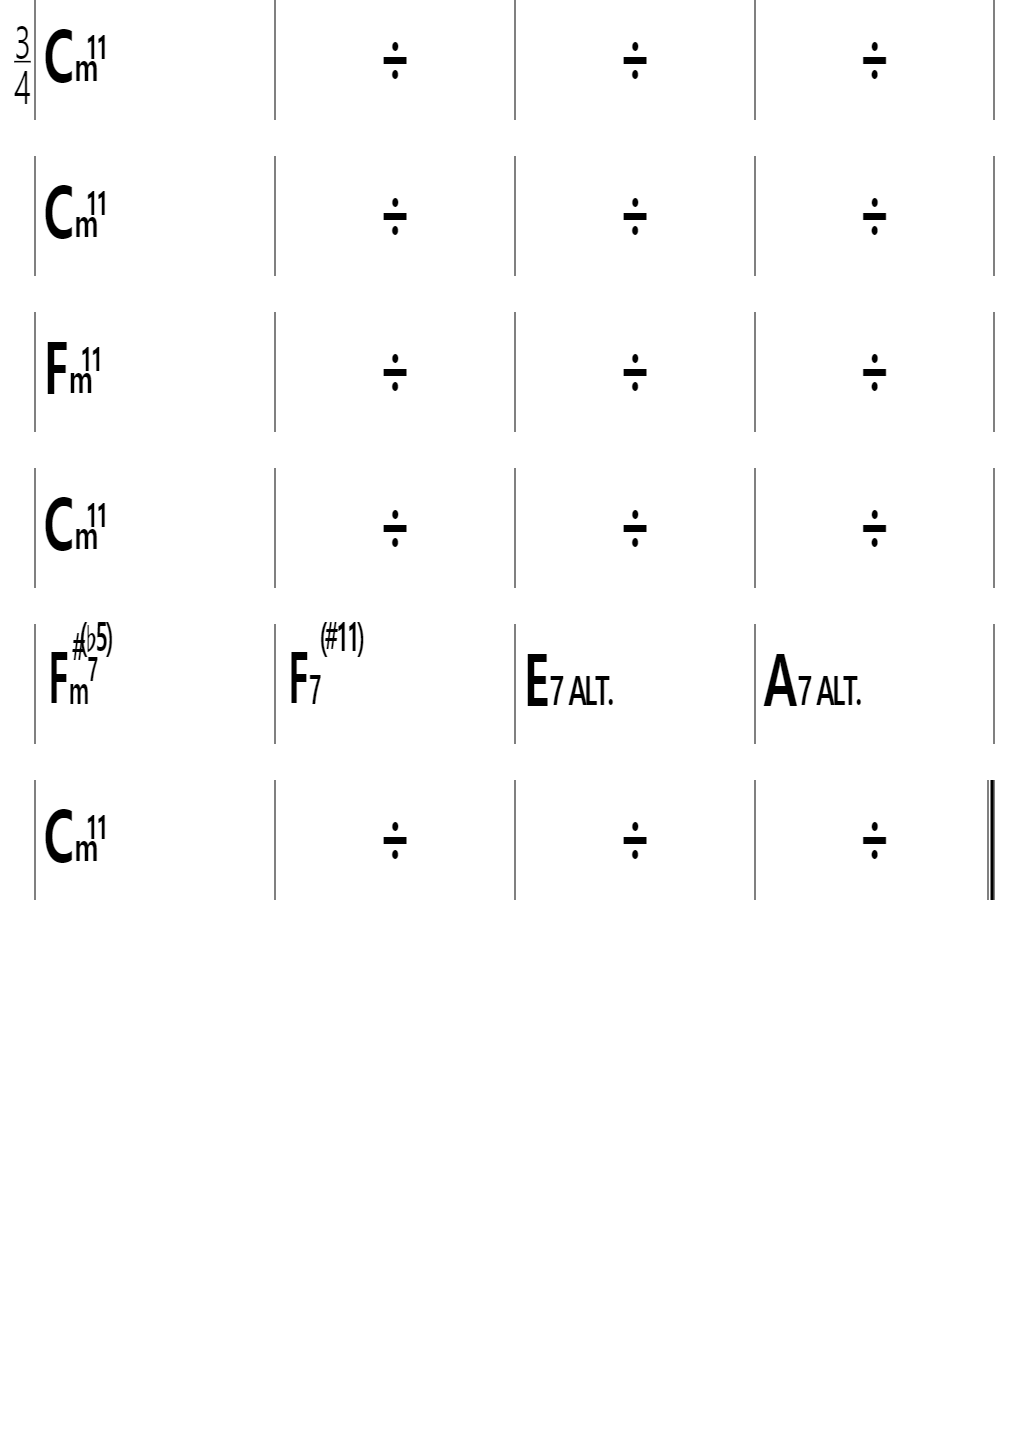 3/4 Cm11 ÷ ÷ ÷
Cm11 ÷ ÷ ÷
Fm11 ÷ ÷ ÷
Cm11 ÷ ÷ ÷
F#m7(♭5) F7(#11) E7 ALT. A7 ALT.
Cm11 ÷ ÷ ÷